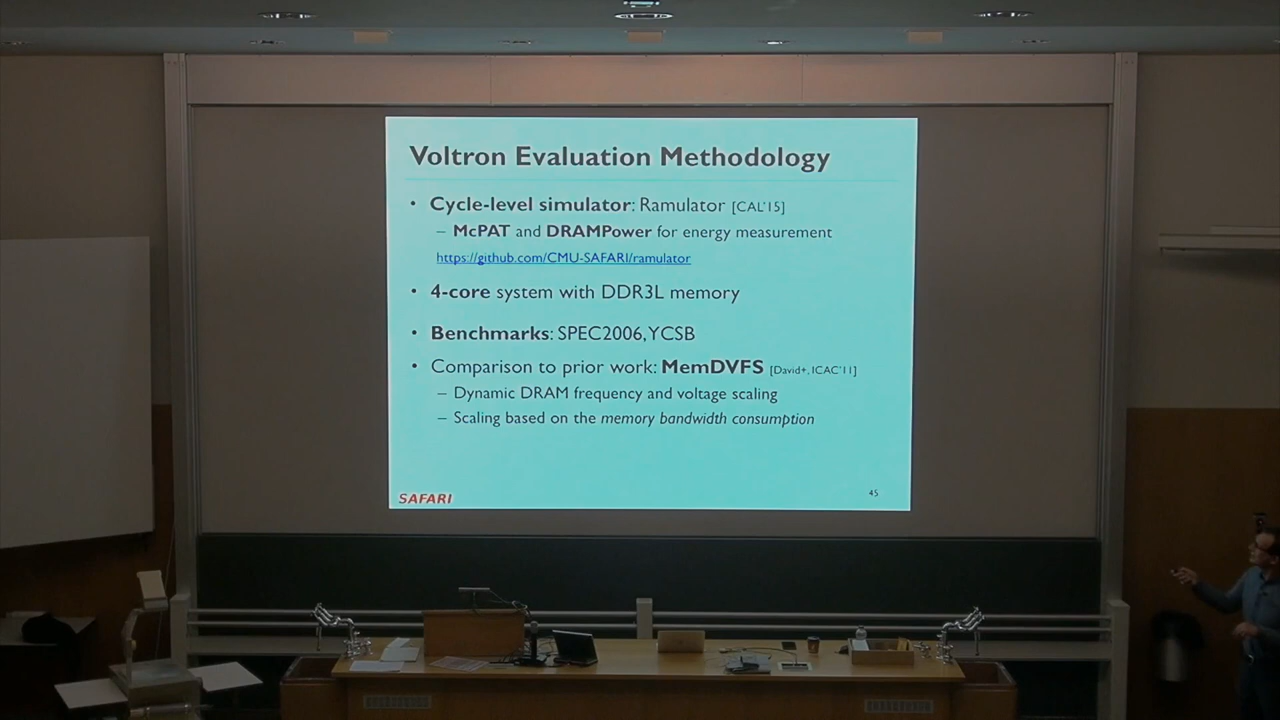 Voltron Evaluation Methodology
• Cycle-level simulator: Ramulator [CAL'15]
– McPAT and DRAMPower for energy measurement
https://github.com/CMU-SAFARI/ramulator
• 4-core system with DDR3L memory
• Benchmarks: SPEC2006, YCSB
• Comparison to prior work: MemDVFS [David+, ICAC'11]
– Dynamic DRAM frequency and voltage scaling
– Scaling based on the memory bandwidth consumption
SAFARI
45